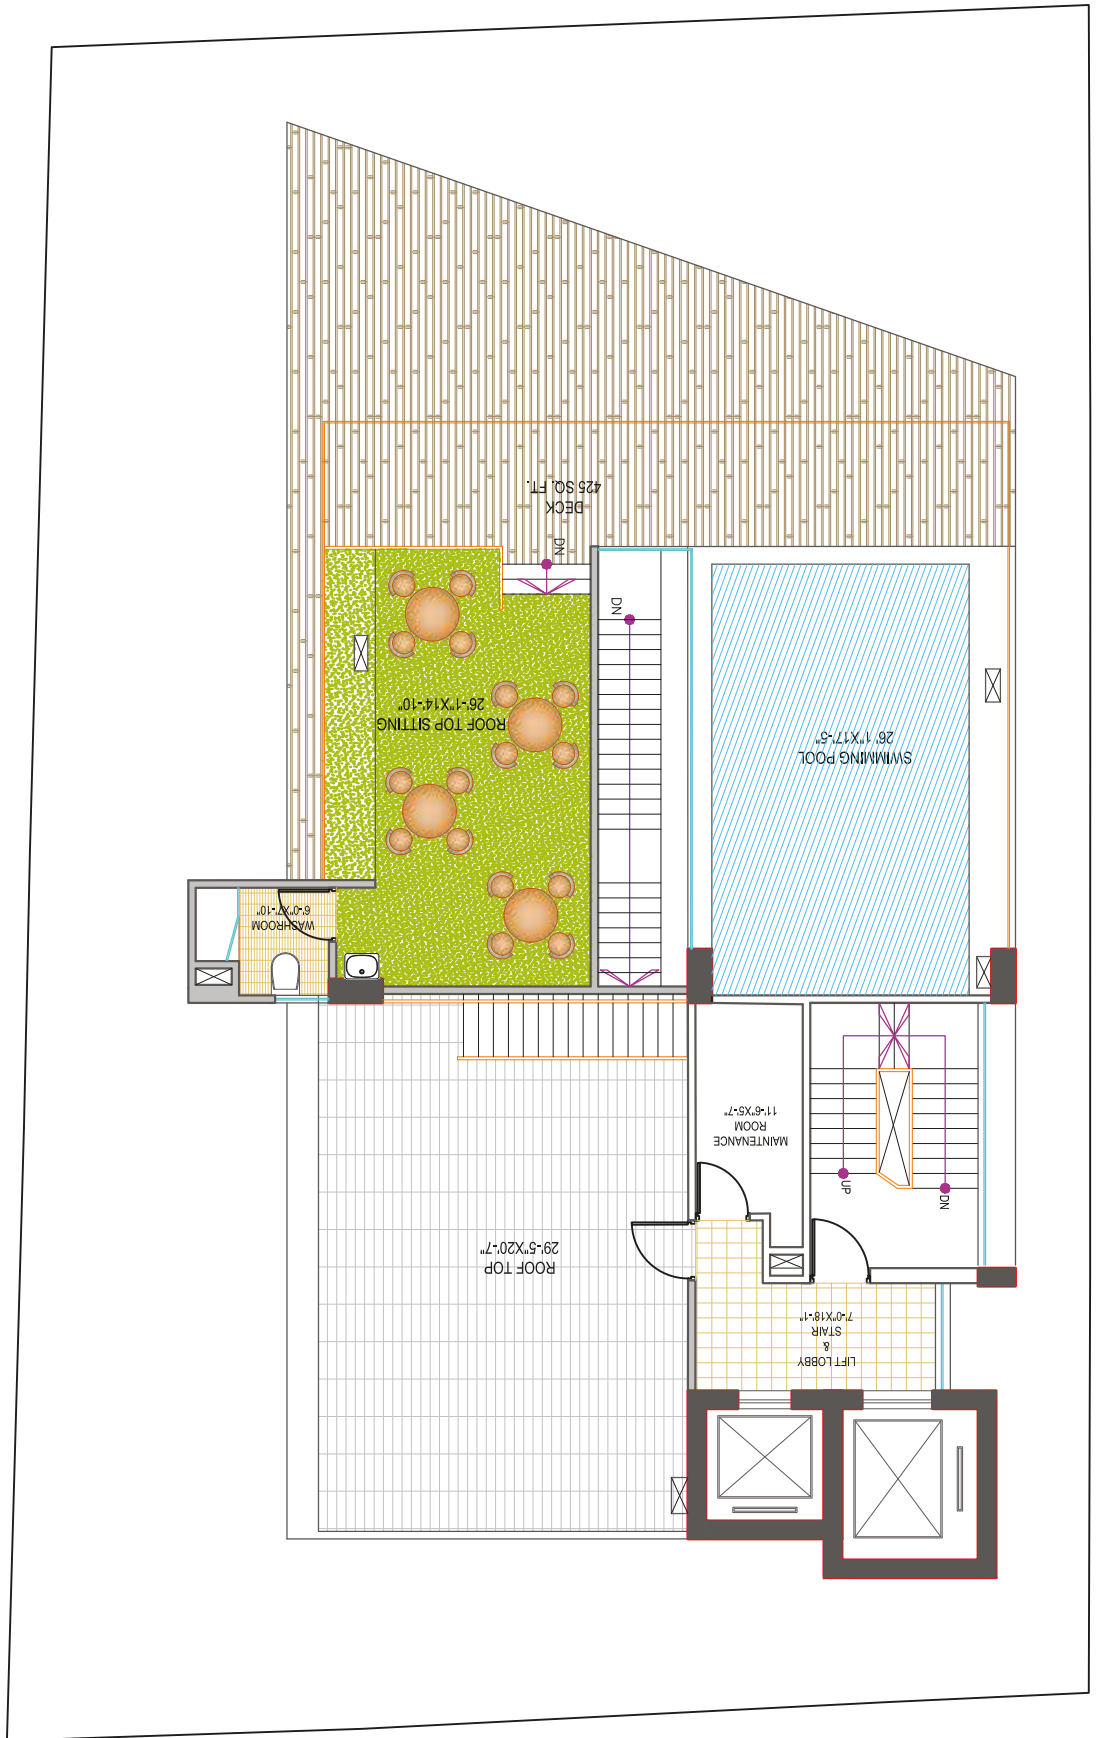 LIFT LOBBY
&
STAIR
7'-0"X18'-1"
ROOF TOP
29'-5"X20'-7"
DN
UP
MAINTENANCE
ROOM
11'-6"X5'-7"
WASHROOM
6'-0"X7'-10"
SWIMMING POOL
26'1"X17'-5"
ROOF TOP SITTING
26'-1"X14'-10"
DN
DN
DECK
425 SQ. FT.